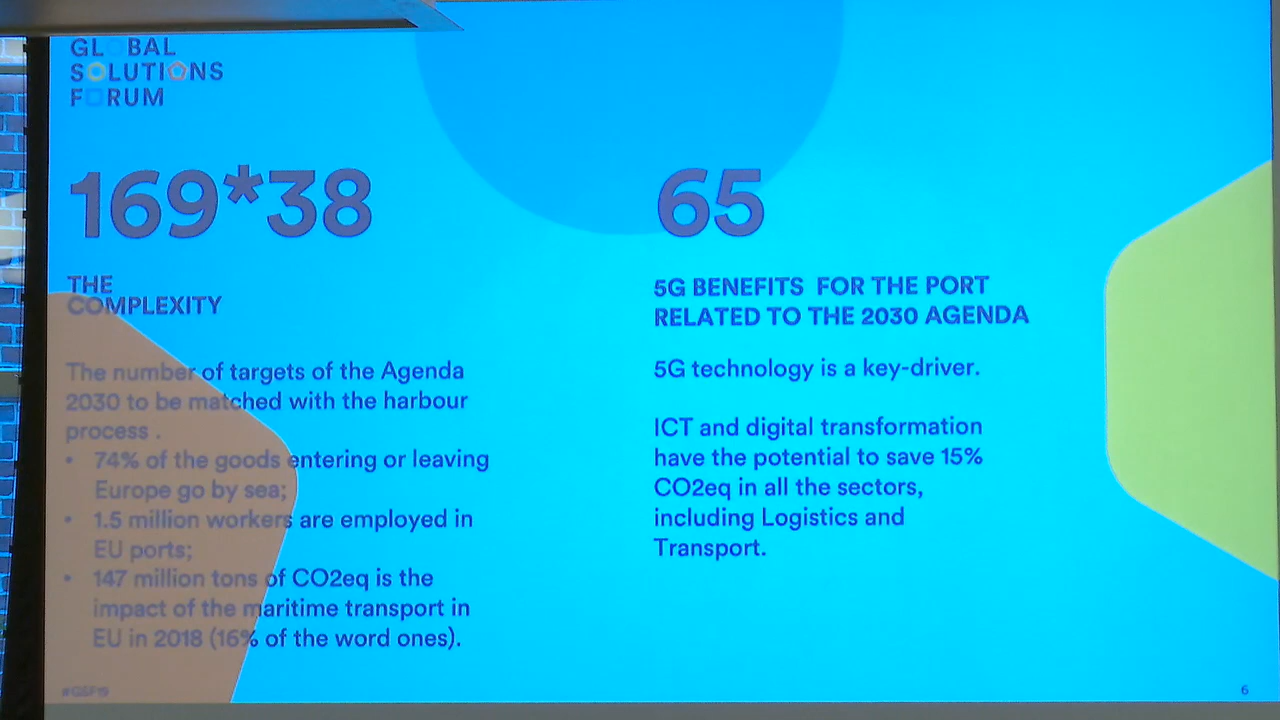 GLOBAL
SOLUTIONS
FORUM
169*38
THE
COMPLEXITY
The number of targets of the Agenda
2030 to be matched with the harbour
process .
• 74% of the goods entering or leaving
Europe go by sea;
• 1.5 million workers are employed in
EU ports;
• 147 million tons of CO2eq is the
impact of the maritime transport in
EU in 2018 (16% of the word ones).
65
5G BENEFITS FOR THE PORT
RELATED TO THE 2030 AGENDA
5G technology is a key-driver.
ICT and digital transformation
have the potential to save 15%
CO2eq in all the sectors,
including Logistics and
Transport.
#GSF19
6